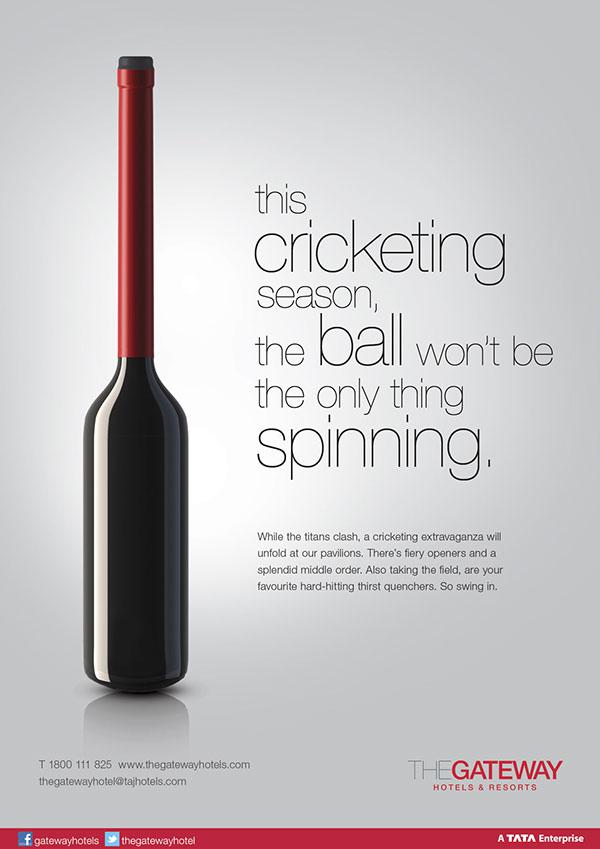 this
cricketing
season,
the ball won't be
the only thing
spinning.
While the titans clash, a cricketing extravaganza will
unfold at our pavilions. There's fiery openers and a
splendid middle order. Also taking the field, are your
favourite hard-hitting thirst quenchers. So swing in.
T 1800 111 825 www.thegatewayhotels.com
thegatewayhotel@tajhotels.com
THEGATEWAY
HOTELS & RESORTS
f gatewayhotels thegatewayhotel
A TATA Enterprise